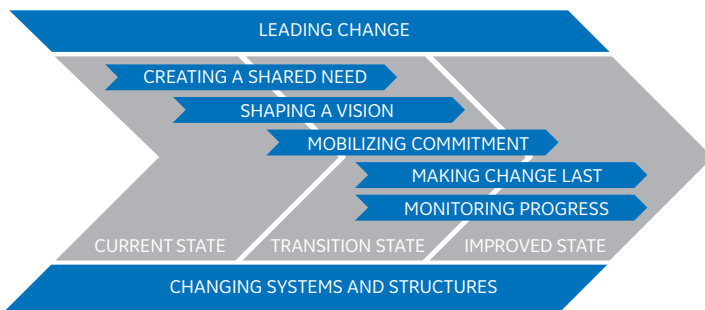 LEADING CHANGE
CREATING A SHARED NEED
SHAPING A VISION
MOBILIZING COMMITMENT
MAKING CHANGE LAST
MONITORING PROGRESS
CURRENT STATE
TRANSITION STATE
IMPROVED STATE
CHANGING SYSTEMS AND STRUCTURES